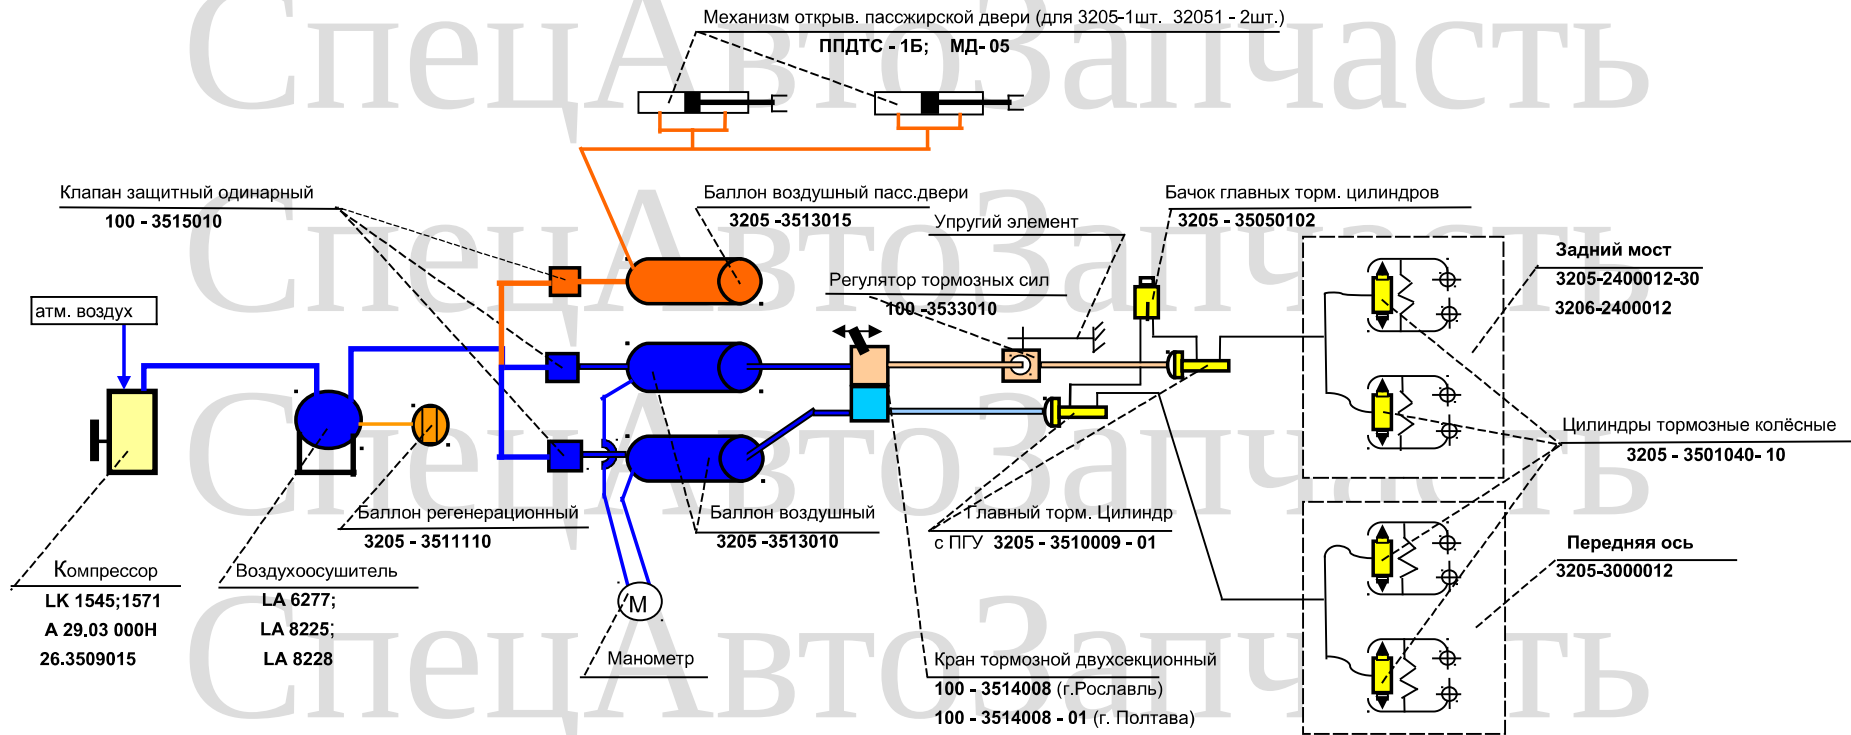 СпецАвтоЗапчасть
Механизм открыв. пассжирской двери (для 3205-1шт. 32051 - 2шт.)
ППДТС - 1Б; МД- 05
СпецАвтоЗапчасть
Клапан защитный одинарный
100 - 3515010
Баллон воздушный пасс.двери
3205 -3513015
Упругий элемент
Бачок главных торм. цилиндров
3205 - 35050102
Регулятор тормозных сил
100 -3533010
Задний мост
3205-2400012-30
3206-2400012
атм. воздух
СпецАвтоЗапчасть
Цилиндры тормозные колёсные
3205 - 3501040- 10
Баллон регенерационный
3205 - 3511110
Баллон воздушный
3205 -3513010
Главный торм. Цилиндр
с ПГУ 3205 - 3510009 - 01
Передняя ось
3205-3000012
Компрессор
LK 1545;1571
А 29.03 000Н
26.3509015
Воздухоосушитель
LA 6277;
LA 8225;
LA 8228
М
Манометр
СпецАвтоЗапчасть
Кран тормозной двухсекционный
100 - 3514008 (г.Рославль)
100 - 3514008 - 01 (г. Полтава)